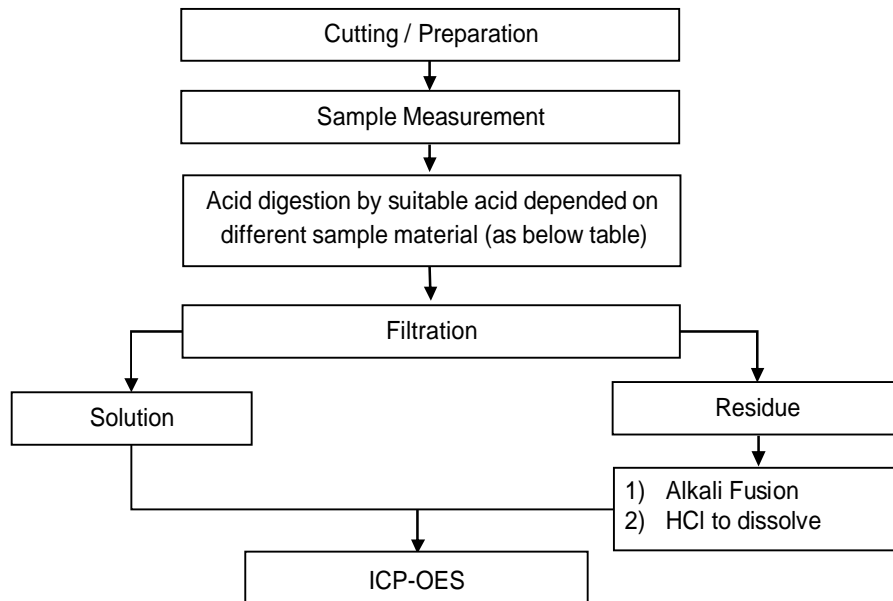 Cutting / Preparation
Sample Measurement
Acid digestion by suitable acid depended on
different sample material (as below table)
Filtration
Solution
Residue
1) Alkali Fusion
2) HCl to dissolve
ICP-OES